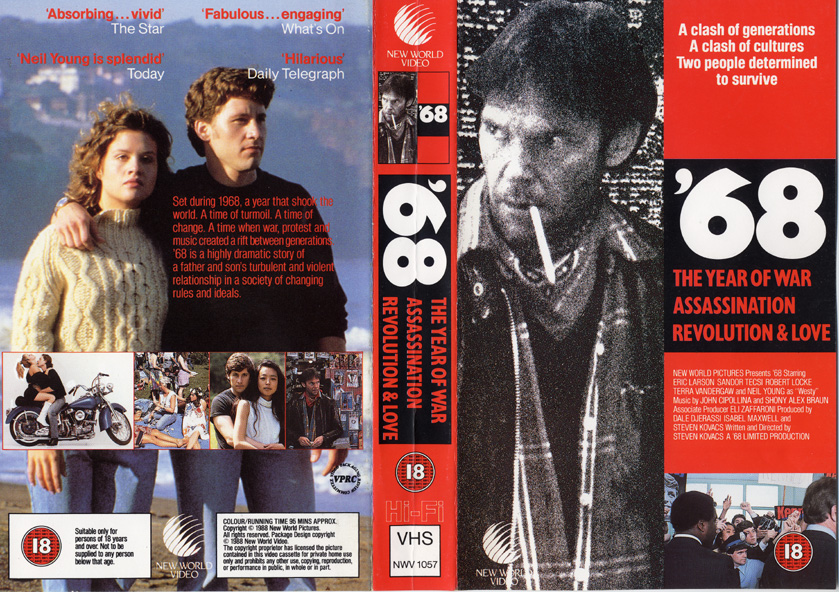 'Absorbing...vivid'
The Star
'Fabulous...engaging'
What's On
'Neil Young is splendid'
Today
'Hilarious'
Daily Telegraph
Set during 1968, a year that shook the
world. A time of turmoil. A time of
change. A time when war, protest and
music created a rift between generations.
'68 is a highly dramatic story of
a father and son's turbulent and violent
relationship in a society of changing
rules and ideals.
VPRC
18
Suitable only for
persons of 18 years
and over. Not to be
supplied to any person
below that age.
NEW WORLD
VIDEO
COLOUR/RUNNING TIME 95 MINS APPROX.
Copyright © 1988 New World Pictures.
All rights reserved. Package Design copyright
© 1988 New World Video.
The copyright proprietor has licensed the picture
contained in this video cassette for private home use
only and prohibits any other use, copying, reproduction,
or performance in public, in whole or in part.
NEW WORLD
VIDEO
'68
'68
THE YEAR OF WAR
ASSASSINATION
REVOLUTION & LOVE
18
Hi-Fi
VHS
NWV 1057
A clash of generations
A clash of cultures
Two people determined
to survive
'68
THE YEAR OF WAR
ASSASSINATION
REVOLUTION & LOVE
NEW WORLD PICTURES Presents '68 Starring
ERIC LARSON SANDOR TECSI ROBERT LOCKE
TERRA VANDERGAW and NEIL YOUNG as "Westy"
Music by JOHN CIPOLLINA and SHONY ALEX BRAUN
Associate Producer ELI ZAFFARONI Produced by
DALE DJERASSI ISABEL MAXWELL and
STEVEN KOVACS Written and Directed by
STEVEN KOVACS A '68 LIMITED PRODUCTION
NEW WORLD
VIDEO
18